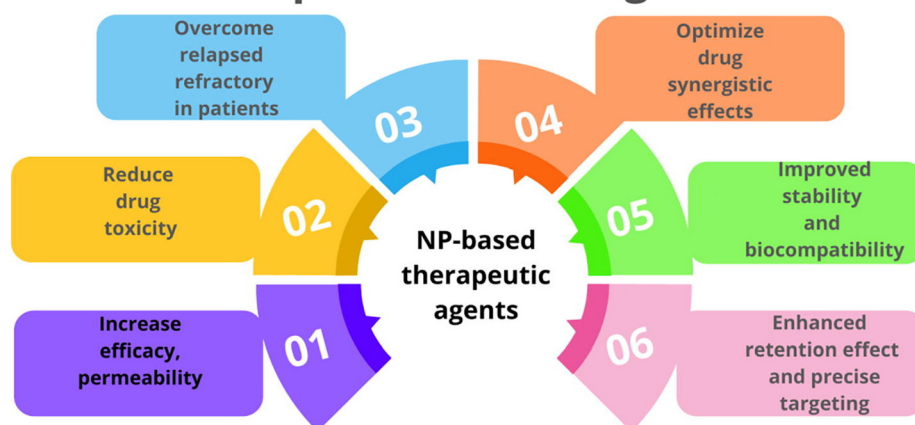 Overcome
relapsed
refractory
in patients
03
04
Optimize
drug
synergistic
effects
Reduce
drug
toxicity
02
NP-based
therapeutic
agents
05
Improved
stability
and
biocompatibility
Increase
efficacy,
permeability
01
06
Enhanced
retention effect
and precise
targeting